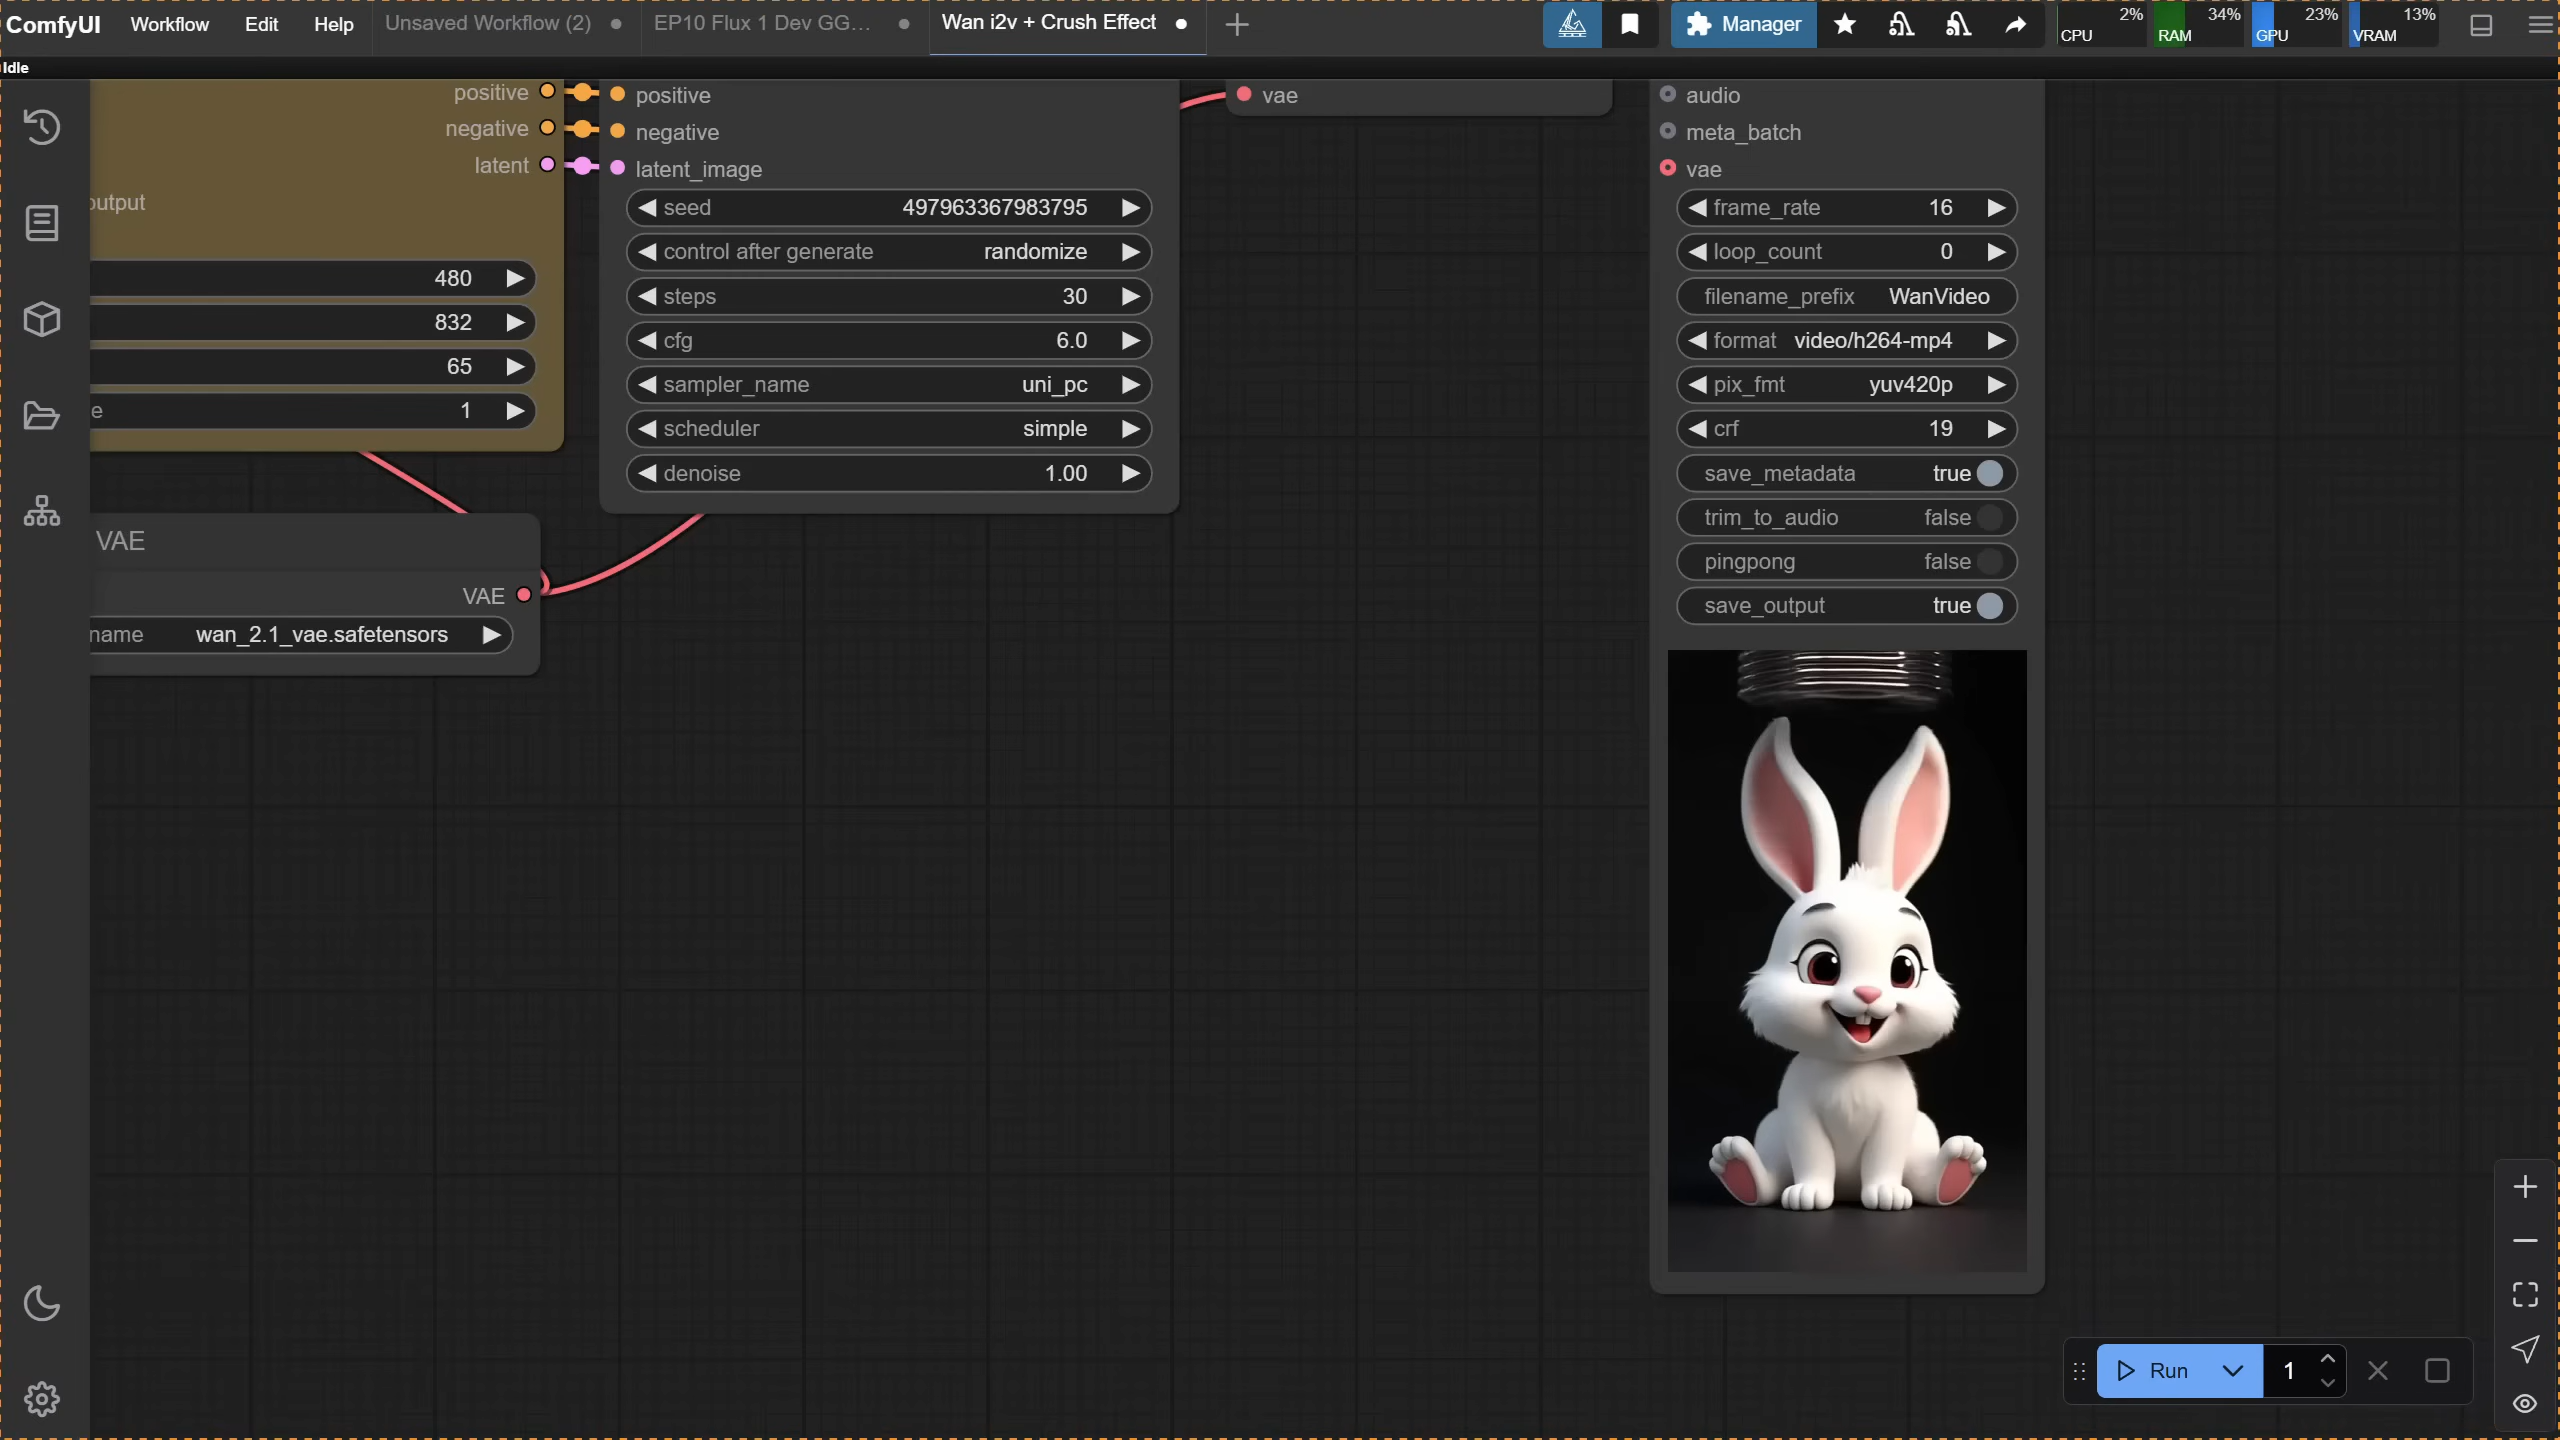 ComfyUI Workflow Edit Help Unsaved Workflow (2) EP10 Flux 1 Dev GG... Wan i2v + Crush Effect Manager CPU 2% RAM 34% GPU 23% VRAM 13%
Idle
positive
negative
latent
output
480
832
65
e 1
VAE
VAE
name wan_2.1_vae.safetensors
positive
negative
latent_image
seed 497963367983795
control after generate randomize
steps 30
cfg 6.0
sampler_name uni_pc
scheduler simple
denoise 1.00
vae
audio
meta_batch
vae
frame_rate 16
loop_count 0
filename_prefix WanVideo
format video/h264-mp4
pix_fmt yuv420p
crf 19
save_metadata true
trim_to_audio false
pingpong false
save_output true
Run 1